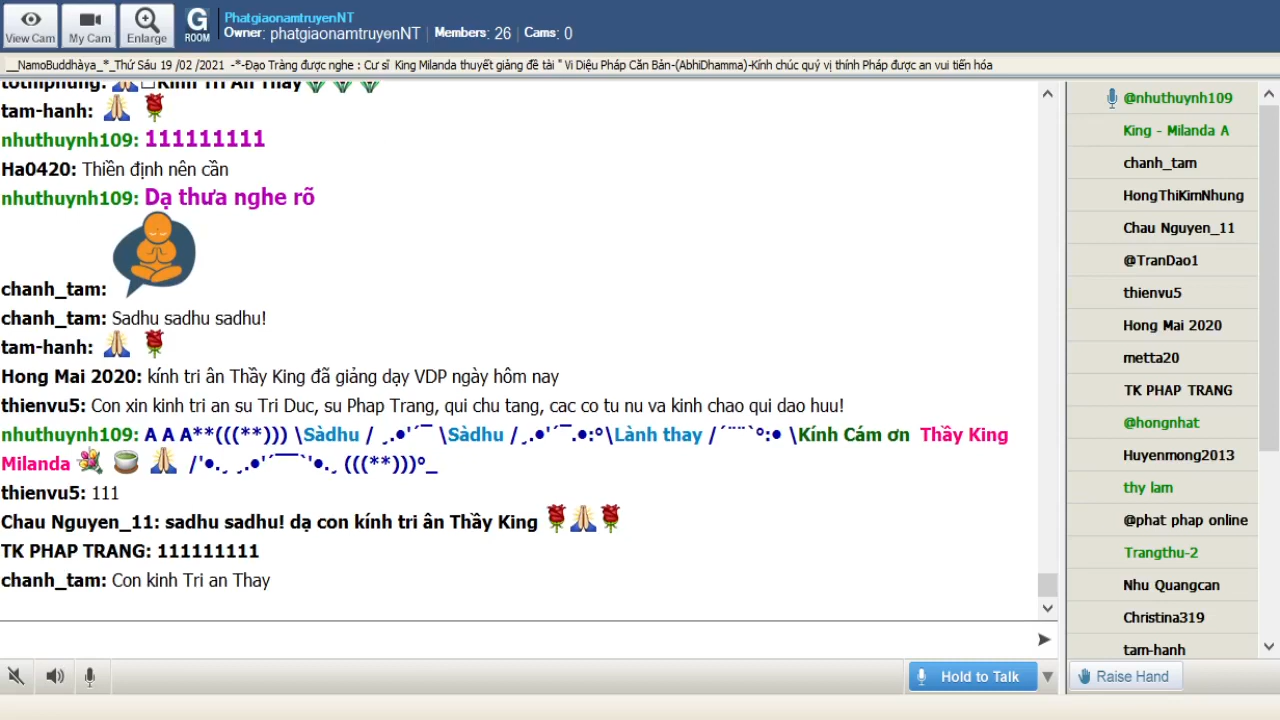 View Cam
My Cam
Enlarge
G
ROOM
PhatgiaonamtruyenNT
Owner: phatgiaonamtruyenNT | Members: 26 | Cams: 0
__NamoBuddhàya_*_Thứ Sáu 19 /02 /2021 -*-Đạo Tràng được nghe : Cư sĩ King Milanda thuyết giảng đề tài " Vi Diệu Pháp Căn Bản-(AbhiDhamma)-Kính chúc quý vị thính Pháp được an vui tiến hóa
Kính Tri Ân Thầy
tam-hanh:
nhuthuynh109: 111111111
Ha0420: Thiền định nên cần
nhuthuynh109: Dạ thưa nghe rõ
chanh_tam:
chanh_tam: Sadhu sadhu sadhu!
tam-hanh:
Hong Mai 2020: kính tri ân Thầy King đã giảng dạy VDP ngày hôm nay
thienvu5: Con xin kinh tri an su Tri Duc, su Phap Trang, qui chu tang, cac co tu nu va kinh chao qui dao huu!
nhuthuynh109: A A A**(((**))) \Sàdhu / ¸.•'´¯ \Sàdhu /¸.•'´¯.•:°\Lành thay /´¨¨`°:• \Kính Cám ơn Thầy King
Milanda /'•.¸ ¸.•'´¯¯`'•.¸ (((**)))°_
thienvu5: 111
Chau Nguyen_11: sadhu sadhu! dạ con kính tri ân Thầy King
TK PHAP TRANG: 111111111
chanh_tam: Con kinh Tri an Thay
@nhuthuynh109
King - Milanda A
chanh_tam
HongThiKimNhung
Chau Nguyen_11
@TranDao1
thienvu5
Hong Mai 2020
metta20
TK PHAP TRANG
@hongnhat
Huyenmong2013
thy lam
@phat phap online
Trangthu-2
Nhu Quangcan
Christina319
tam-hanh
Hold to Talk
Raise Hand